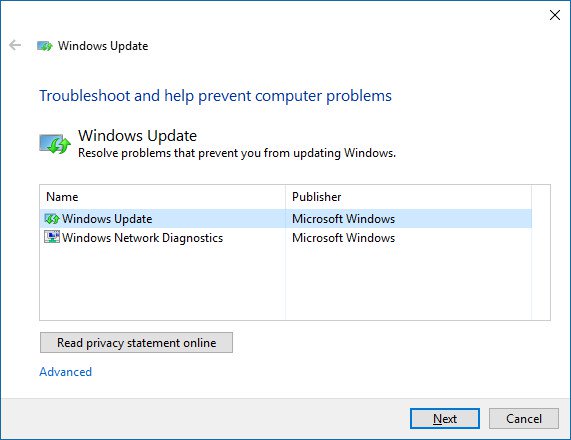 Windows Update
Troubleshoot and help prevent computer problems
Windows Update
Resolve problems that prevent you from updating Windows.
Name Publisher
Windows Update Microsoft Windows
Windows Network Diagnostics Microsoft Windows
Read privacy statement online
Advanced
Next Cancel